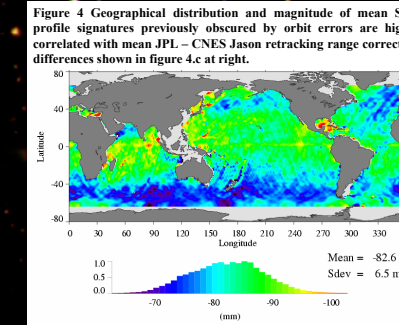 Figure 4 Geographical distribution and magnitude of mean
profile signatures previously obscured by orbit errors are
correlated with mean JPL – CNES Jason retracking range
differences shown in figure 4.c at right.
80
40
0
-40
-80
Latitude
0 30 60 90 120 150 180 210 240 270 300 330
Longitude
1.0
0.5
0.0
-70 -80 -90 -100
(mm)
Mean = -82.6
Sdev = 6.5